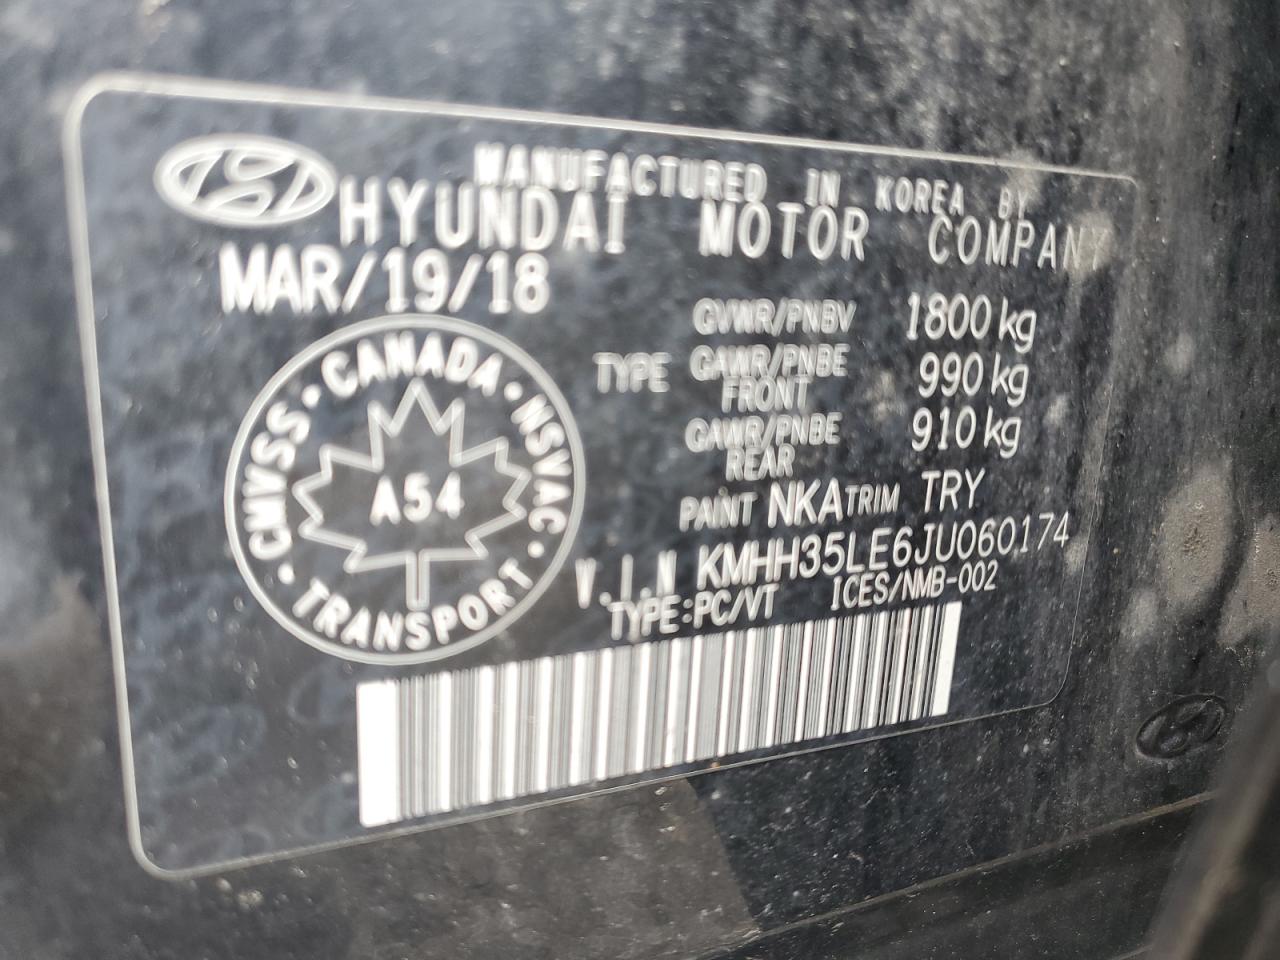 MANUFACTURED IN KOREA BY
HYUNDAI MOTOR COMPANY
MAR/19/18
GVWR/PNBV 1800 kg
TYPE GAWR/PNBE FRONT 990 kg
GAWR/PNBE REAR 910 kg
PAINT NKA TRIM TRY
V.I.N KMHH35LE6JU060174
TYPE:PC/VT ICES/NMB-002
CMVSS · CANADA · NSVAC · TRANSPORT ·
A54